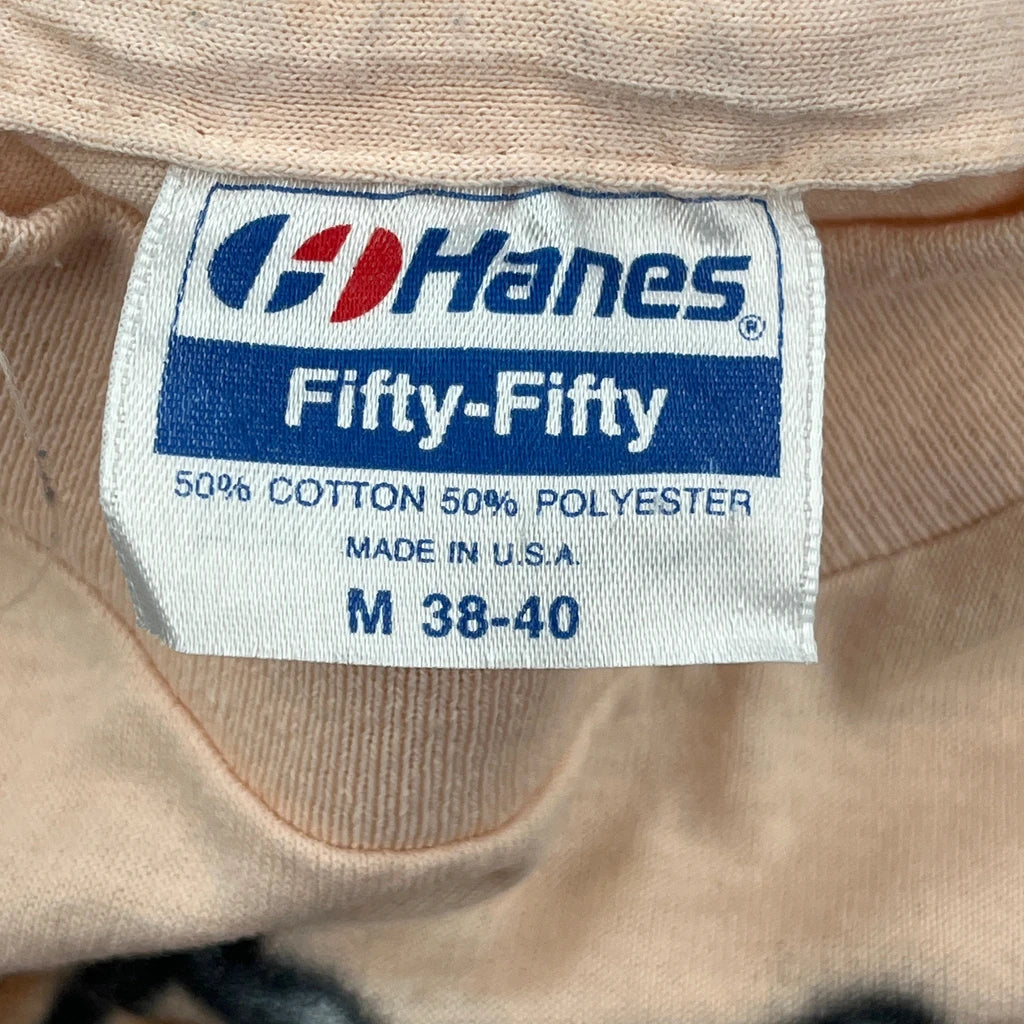 Hanes®
Fifty-Fifty
50% COTTON 50% POLYESTER
MADE IN U.S.A.
M 38-40